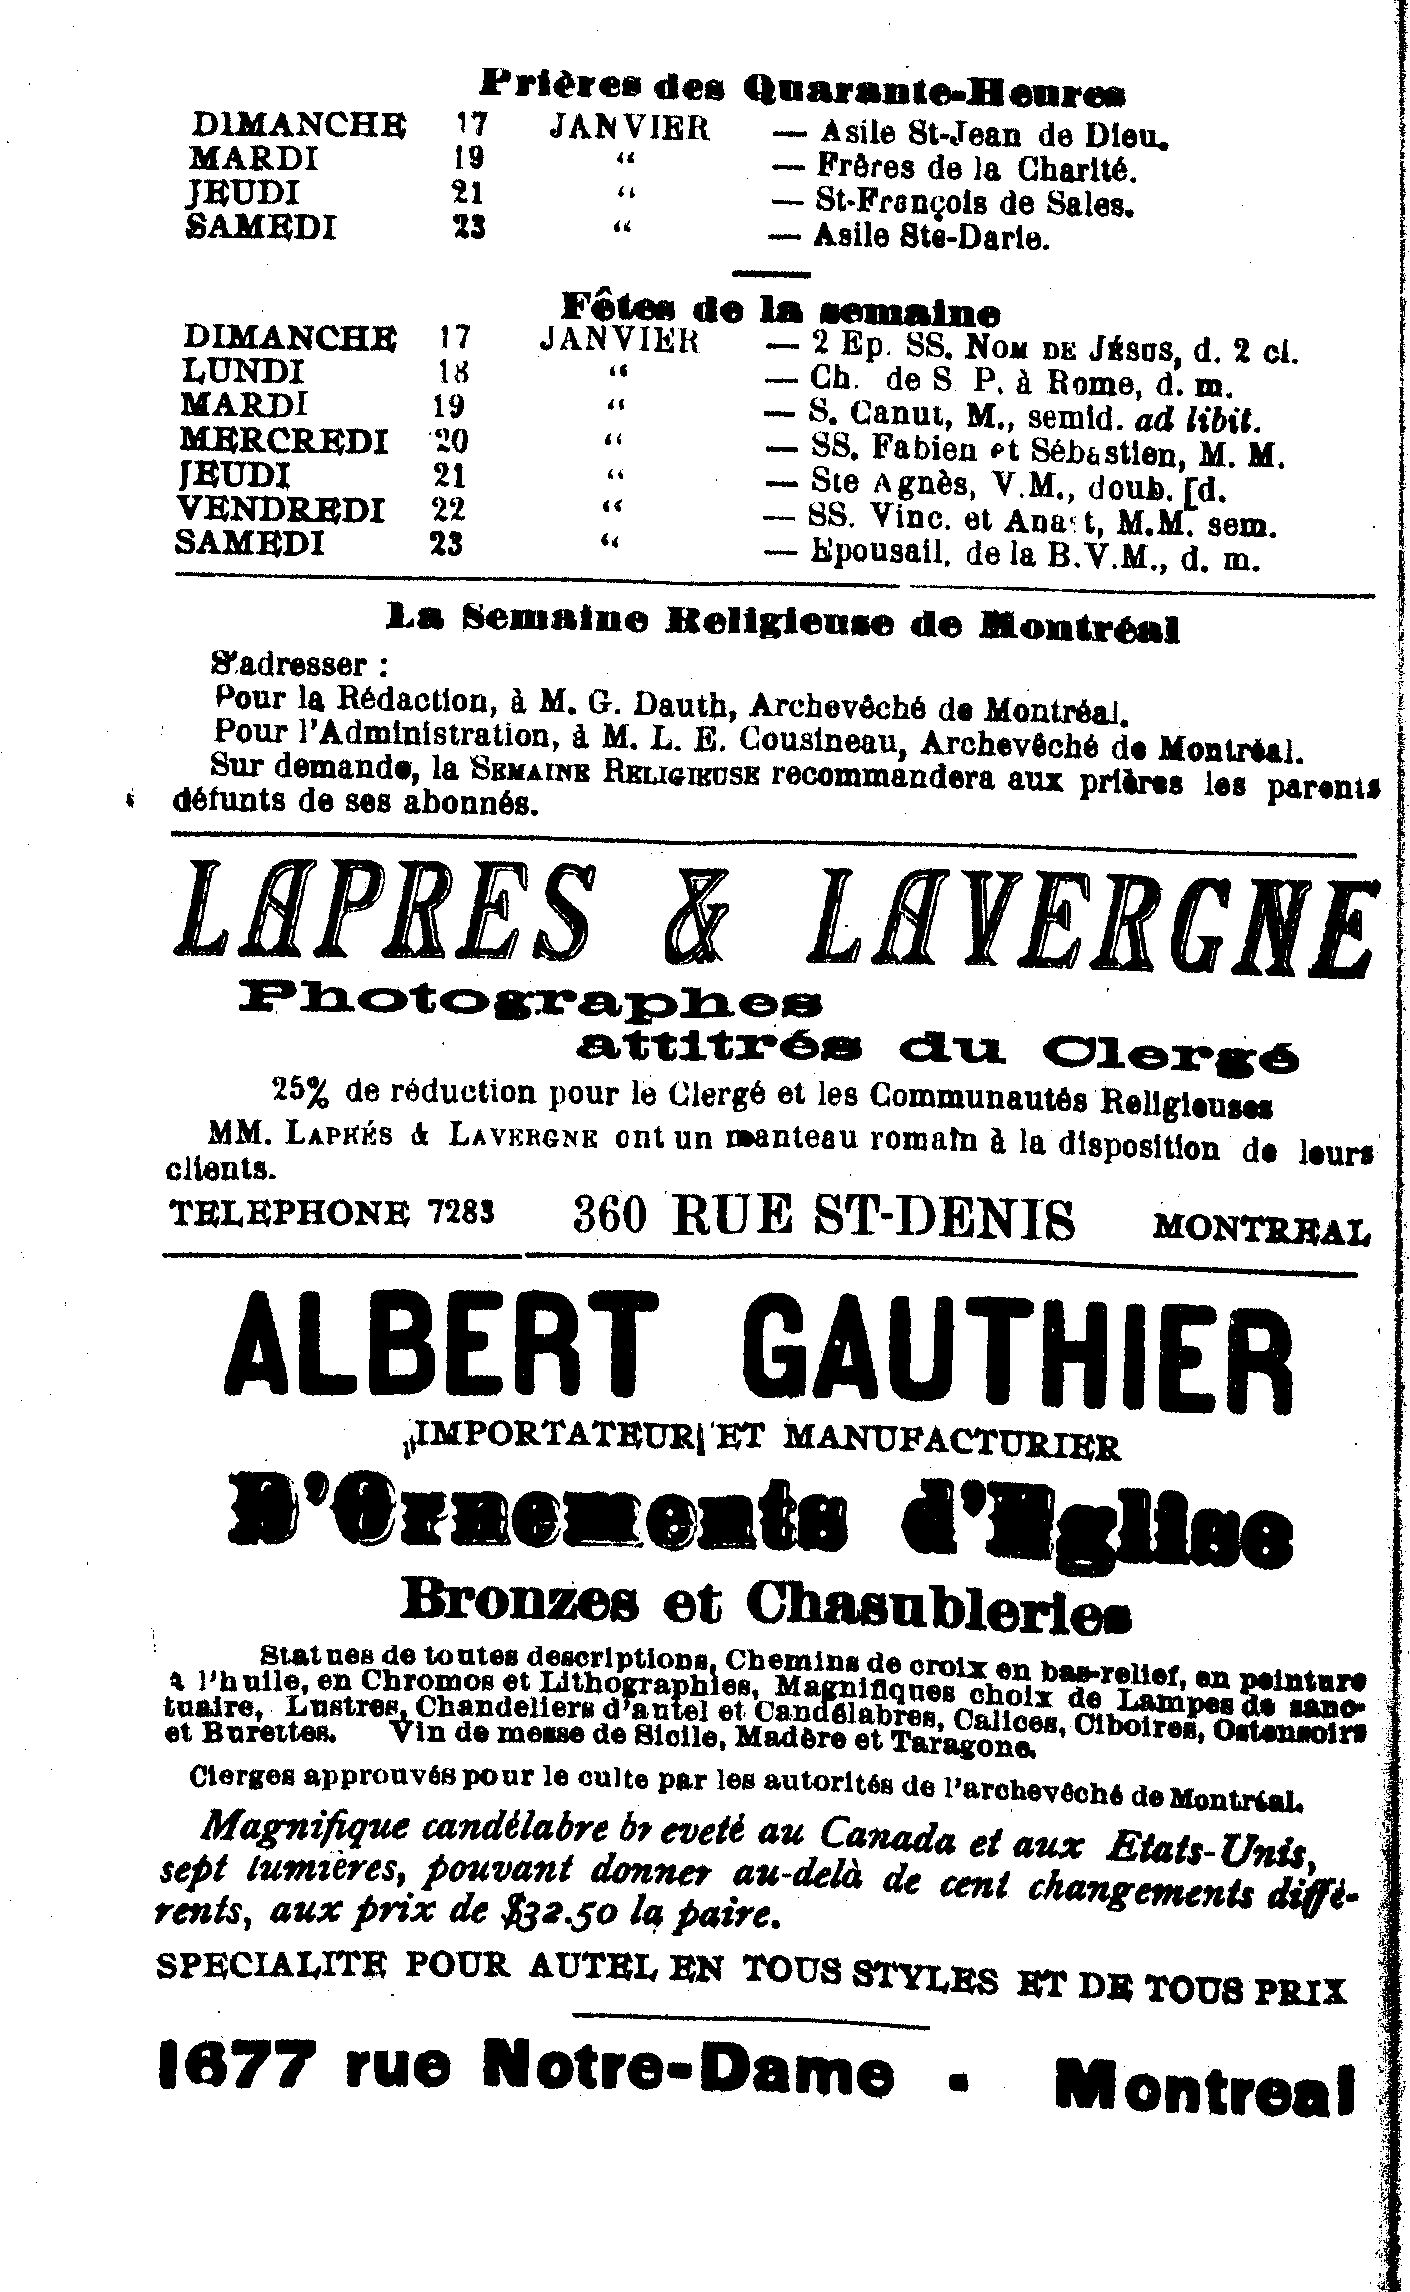 Prières des Quarante-Heures
DIMANCHE 17 JANVIER — Asile St-Jean de Dieu.
MARDI 19 “ — Frères de la Charité.
JEUDI 21 “ — St-François de Sales.
SAMEDI 23 “ — Asile Ste-Darie.
Fêtes de la semaine
DIMANCHE 17 JANVIER — 2 Ep. SS. NOM DE JÉSUS, d. 2 cl.
LUNDI 18 “ — Ch. de S P. à Rome, d. m.
MARDI 19 “ — S. Canut, M., semid. ad libit.
MERCREDI 20 “ — SS. Fabien et Sébastien, M. M.
JEUDI 21 “ — Ste Agnès, V.M., doub. [d.
VENDREDI 22 “ — SS. Vinc. et Anast, M.M. sem.
SAMEDI 23 “ — Epousail. de la B.V.M., d. m.
La Semaine Religieuse de Montréal
S'adresser :
Pour la Rédaction, à M. G. Dauth, Archevêché de Montréal.
Pour l'Administration, à M. L. E. Cousineau, Archevêché de Montréal.
Sur demande, la SEMAINE RELIGIEUSE recommandera aux prières les parents
défunts de ses abonnés.
LAPRES & LAVERGNE
Photographes
attitrés du Clergé
25% de réduction pour le Clergé et les Communautés Religieuses
MM. LAPRÉS & LAVERGNE ont un manteau romain à la disposition de leurs
clients.
TELEPHONE 7283 360 RUE ST-DENIS MONTREAL
ALBERT GAUTHIER
IMPORTATEUR ET MANUFACTURIER
D'Ornements d'Eglise
Bronzes et Chasubleries
Statues de toutes descriptions, Chemins de croix en bas-relief, en peinture
à l'huile, en Chromos et Lithographies, Magnifiques choix de Lampes de sanc-
tuaire, Lustres, Chandeliers d'autel et Candélabres, Calices, Ciboires, Ostensoirs
et Burettes. Vin de messe de Sicile, Madère et Taragone.
Cierges approuvés pour le culte par les autorités de l'archevêché de Montréal.
Magnifique candélabre breveté au Canada et aux Etats-Unis,
sept lumières, pouvant donner au-delà de cent changements diffé-
rents, aux prix de $32.50 la paire.
SPECIALITE POUR AUTEL EN TOUS STYLES ET DE TOUS PRIX
1677 rue Notre-Dame - Montreal